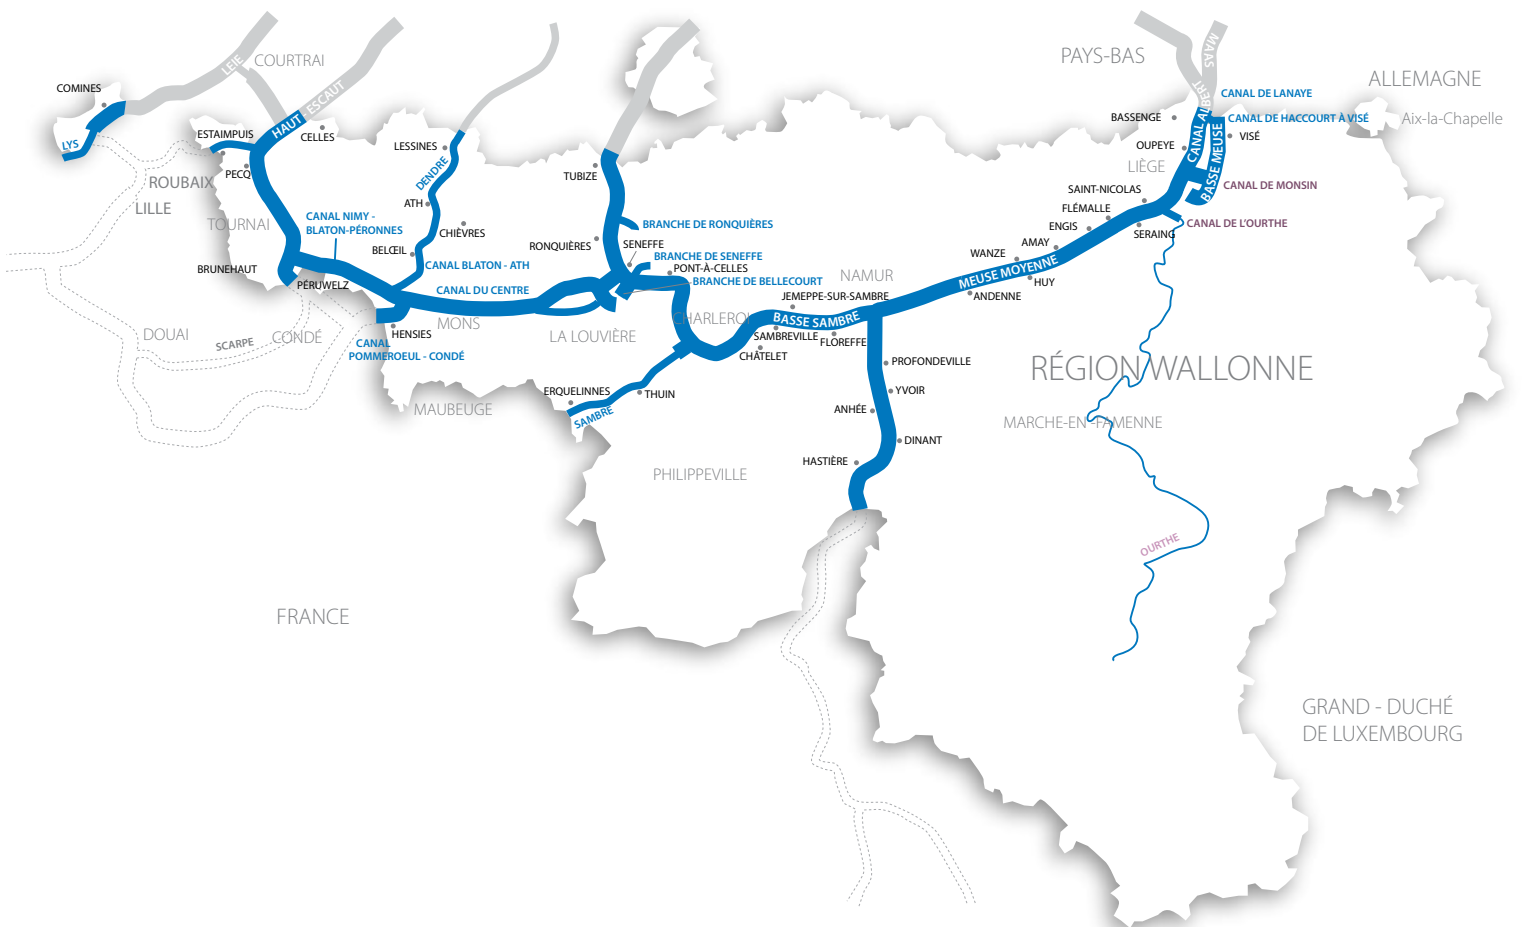 LEIE
COURTRAI
COMINES
HAUT
ESCAUT
LYS
ESTAIMPUIS
CELLES
PECQ
ROUBAIX
LILLE
TOURNAI
BRUNEHAUT
CANAL NIMY -
BLATON-PÉRONNES
PÉRUWELZ
LESSINES
DENDRE
ATH
CHIÈVRES
BELŒIL
CANAL BLATON - ATH
CANAL DU CENTRE
MONS
HENSIES
CANAL
POMMEROEUL - CONDÉ
DOUAI
SCARPE
CONDÉ
MAUBEUGE
TUBIZE
RONQUIÈRES
BRANCHE DE RONQUIÈRES
SENEFFE
BRANCHE DE SENEFFE
PONT-À-CELLES
BRANCHE DE BELLECOURT
LA LOUVIÈRE
CHARLEROI
JEMEPPE-SUR-SAMBRE
BASSE SAMBRE
SAMBREVILLE
FLOREFFE
CHÂTELET
ERQUELINNES
THUIN
SAMBRE
PHILIPPEVILLE
NAMUR
PROFONDEVILLE
YVOIR
ANHÉE
DINANT
HASTIÈRE
MEUSE MOYENNE
ANDENNE
WANZE
HUY
AMAY
ENGIS
FLÉMALLE
SAINT-NICOLAS
SERAING
LIÈGE
OUPEYE
BASSENGE
PAYS-BAS
MAAS
CANAL ALBERT
BASSE MEUSE
CANAL DE LANAYE
CANAL DE HACCOURT À VISÉ
VISÉ
CANAL DE MONSIN
CANAL DE L'OURTHE
ALLEMAGNE
Aix-la-Chapelle
RÉGION WALLONNE
MARCHE-EN-FAMENNE
OURTHE
FRANCE
GRAND - DUCHÉ
DE LUXEMBOURG